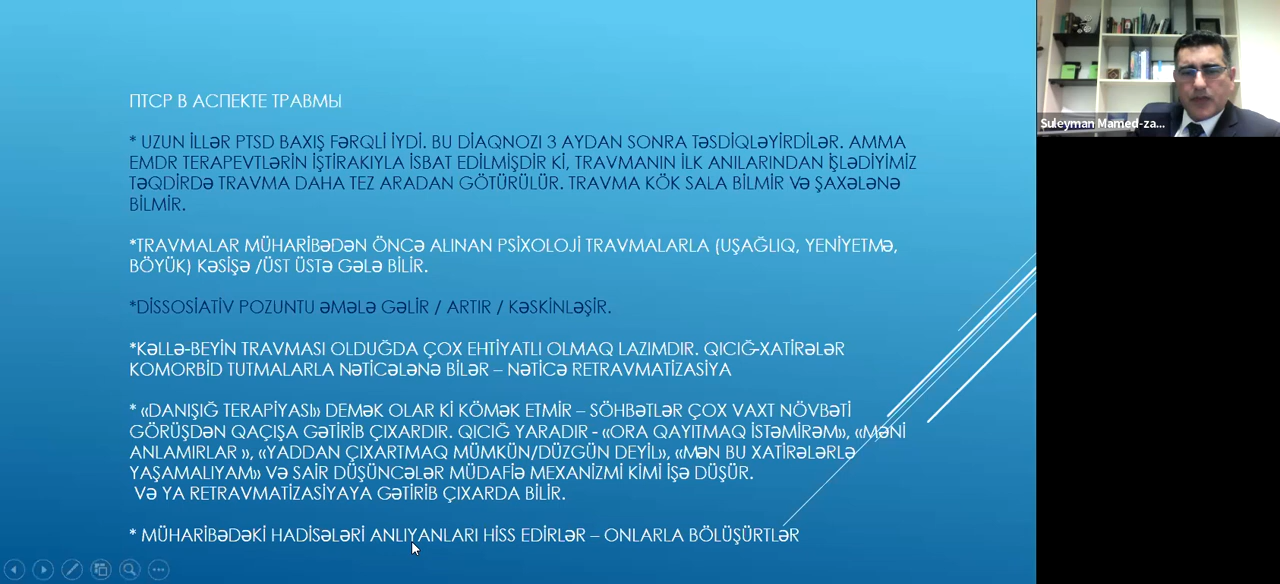 ПТСР В АСПЕКТЕ ТРАВМЫ
* UZUN İLLƏR PTSD BAXIŞ FƏRQLİ İYDİ. BU DİAQNOZI 3 AYDAN SONRA TƏSDİQLƏYİRDİLƏR. AMMA
EMDR TERAPEVTLƏRİN İŞTİRAKIYLA İSBAT EDİLMİŞDİR Kİ, TRAVMANIN İLK ANILARINDAN İŞLƏDİYİMİZ
TƏQDİRDƏ TRAVMA DAHA TEZ ARADAN GÖTÜRÜLÜR. TRAVMA KÖK SALA BİLMİR VƏ ŞAXƏLƏNƏ
BİLMİR.
*TRAVMALAR MÜHARİBƏDƏN ÖNCƏ ALINAN PSİXOLOJİ TRAVMALARLA (UŞAĞLIQ, YENİYETMƏ,
BÖYÜK) KƏSİŞƏ /ÜST ÜSTƏ GƏLƏ BİLİR.
*DİSSOSİATİV POZUNTU ƏMƏLƏ GƏLİR / ARTIR / KƏSKİNLƏŞİR.
*KƏLLƏ-BEYİN TRAVMASI OLDUĞDA ÇOX EHTİYATLI OLMAQ LAZIMDIR. QICIĞ-XATİRƏLƏR
KOMORBİD TUTMALARLA NƏTİCƏLƏNƏ BİLƏR – NƏTİCƏ RETRAVMATİZASİYA
* «DANIŞIĞ TERAPİYASI» DEMƏK OLAR Kİ KÖMƏK ETMİR – SÖHBƏTLƏR ÇOX VAXT NÖVBƏTİ
GÖRÜŞDƏN QAÇIŞA GƏTİRİB ÇIXARDIR. QICIĞ YARADIR - «ORA QAYITMAQ İSTƏMİRƏM», «MƏNİ
ANLAMIRLAR », «YADDAN ÇIXARTMAQ MÜMKÜN/DÜZGÜN DEYİL», «MƏN BU XATİRƏLƏRLƏ
YAŞAMALIYAM» VƏ SAİR DÜŞÜNCƏLƏR MÜDAFİƏ MEXANİZMİ KİMİ İŞƏ DÜŞÜR.
VƏ YA RETRAVMATİZASİYAYA GƏTİRİB ÇIXARDA BİLİR.
* MÜHARİBƏDƏKİ HADİSƏLƏRİ ANLIYANLARI HİSS EDİRLƏR – ONLARLA BÖLÜŞÜRTLƏR
Suleyman Mamed-za...